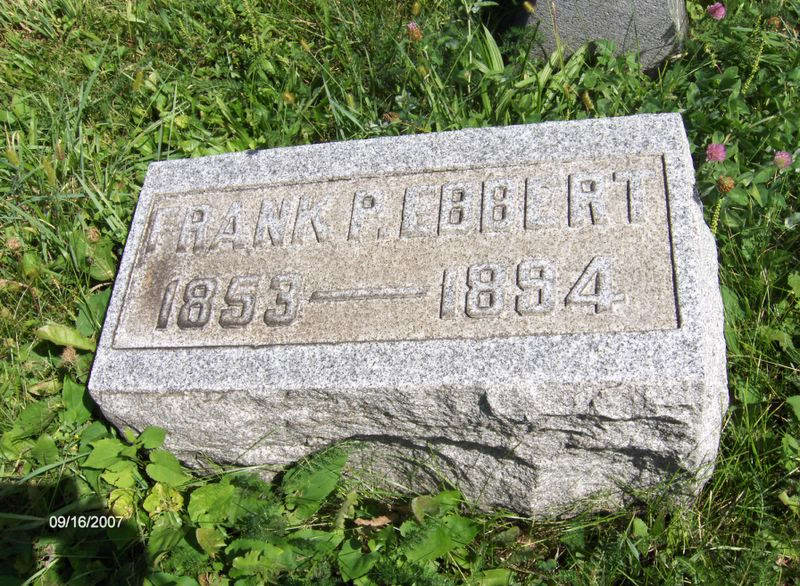 FRANK P. EBBERT
1853 — 1894
09/16/2007